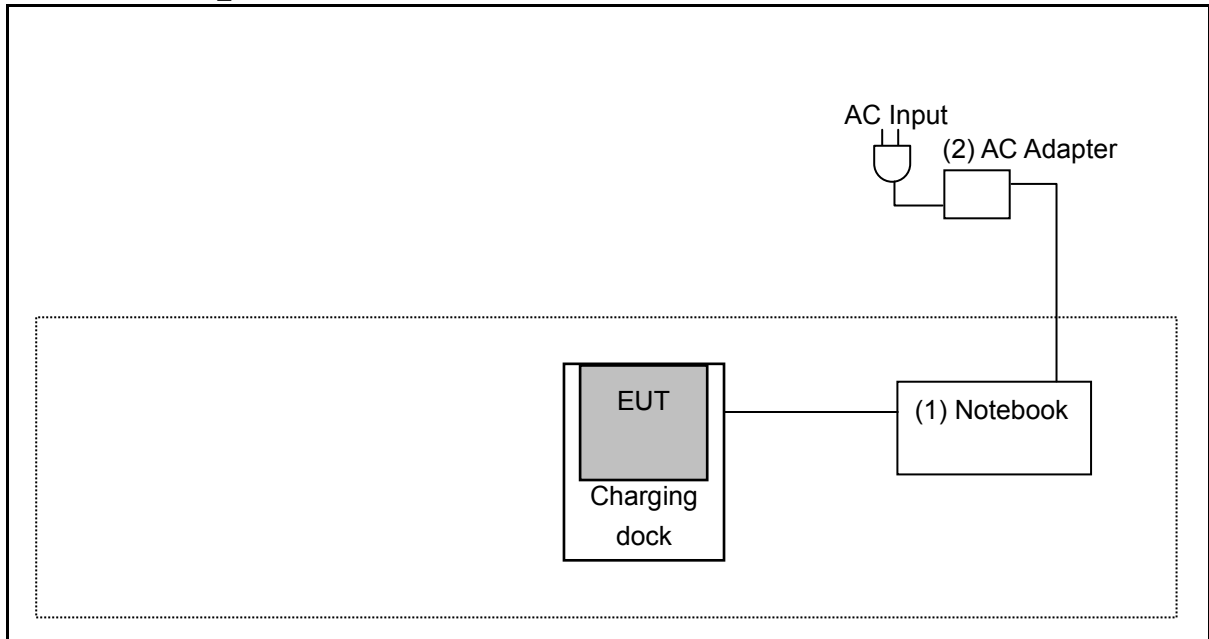 AC Input
(2) AC Adapter
EUT
(1) Notebook
Charging
dock